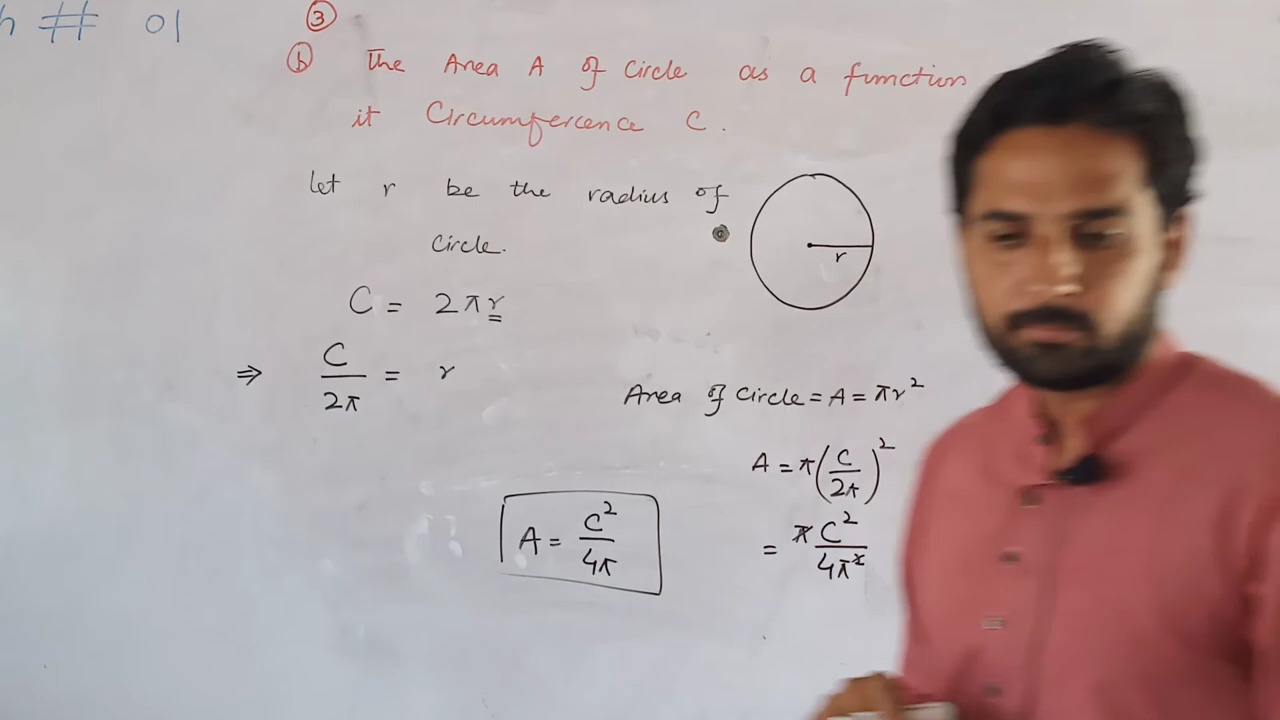 h # 01
③
ⓑ The Area A of Circle as a function
it Circumference C.
let r be the radius of
Circle.
r
C = 2πr
⇒ C/2π = r
Area of Circle = A = πr²
A = π(C/2π)²
= πC²/4π²
A = C²/4π